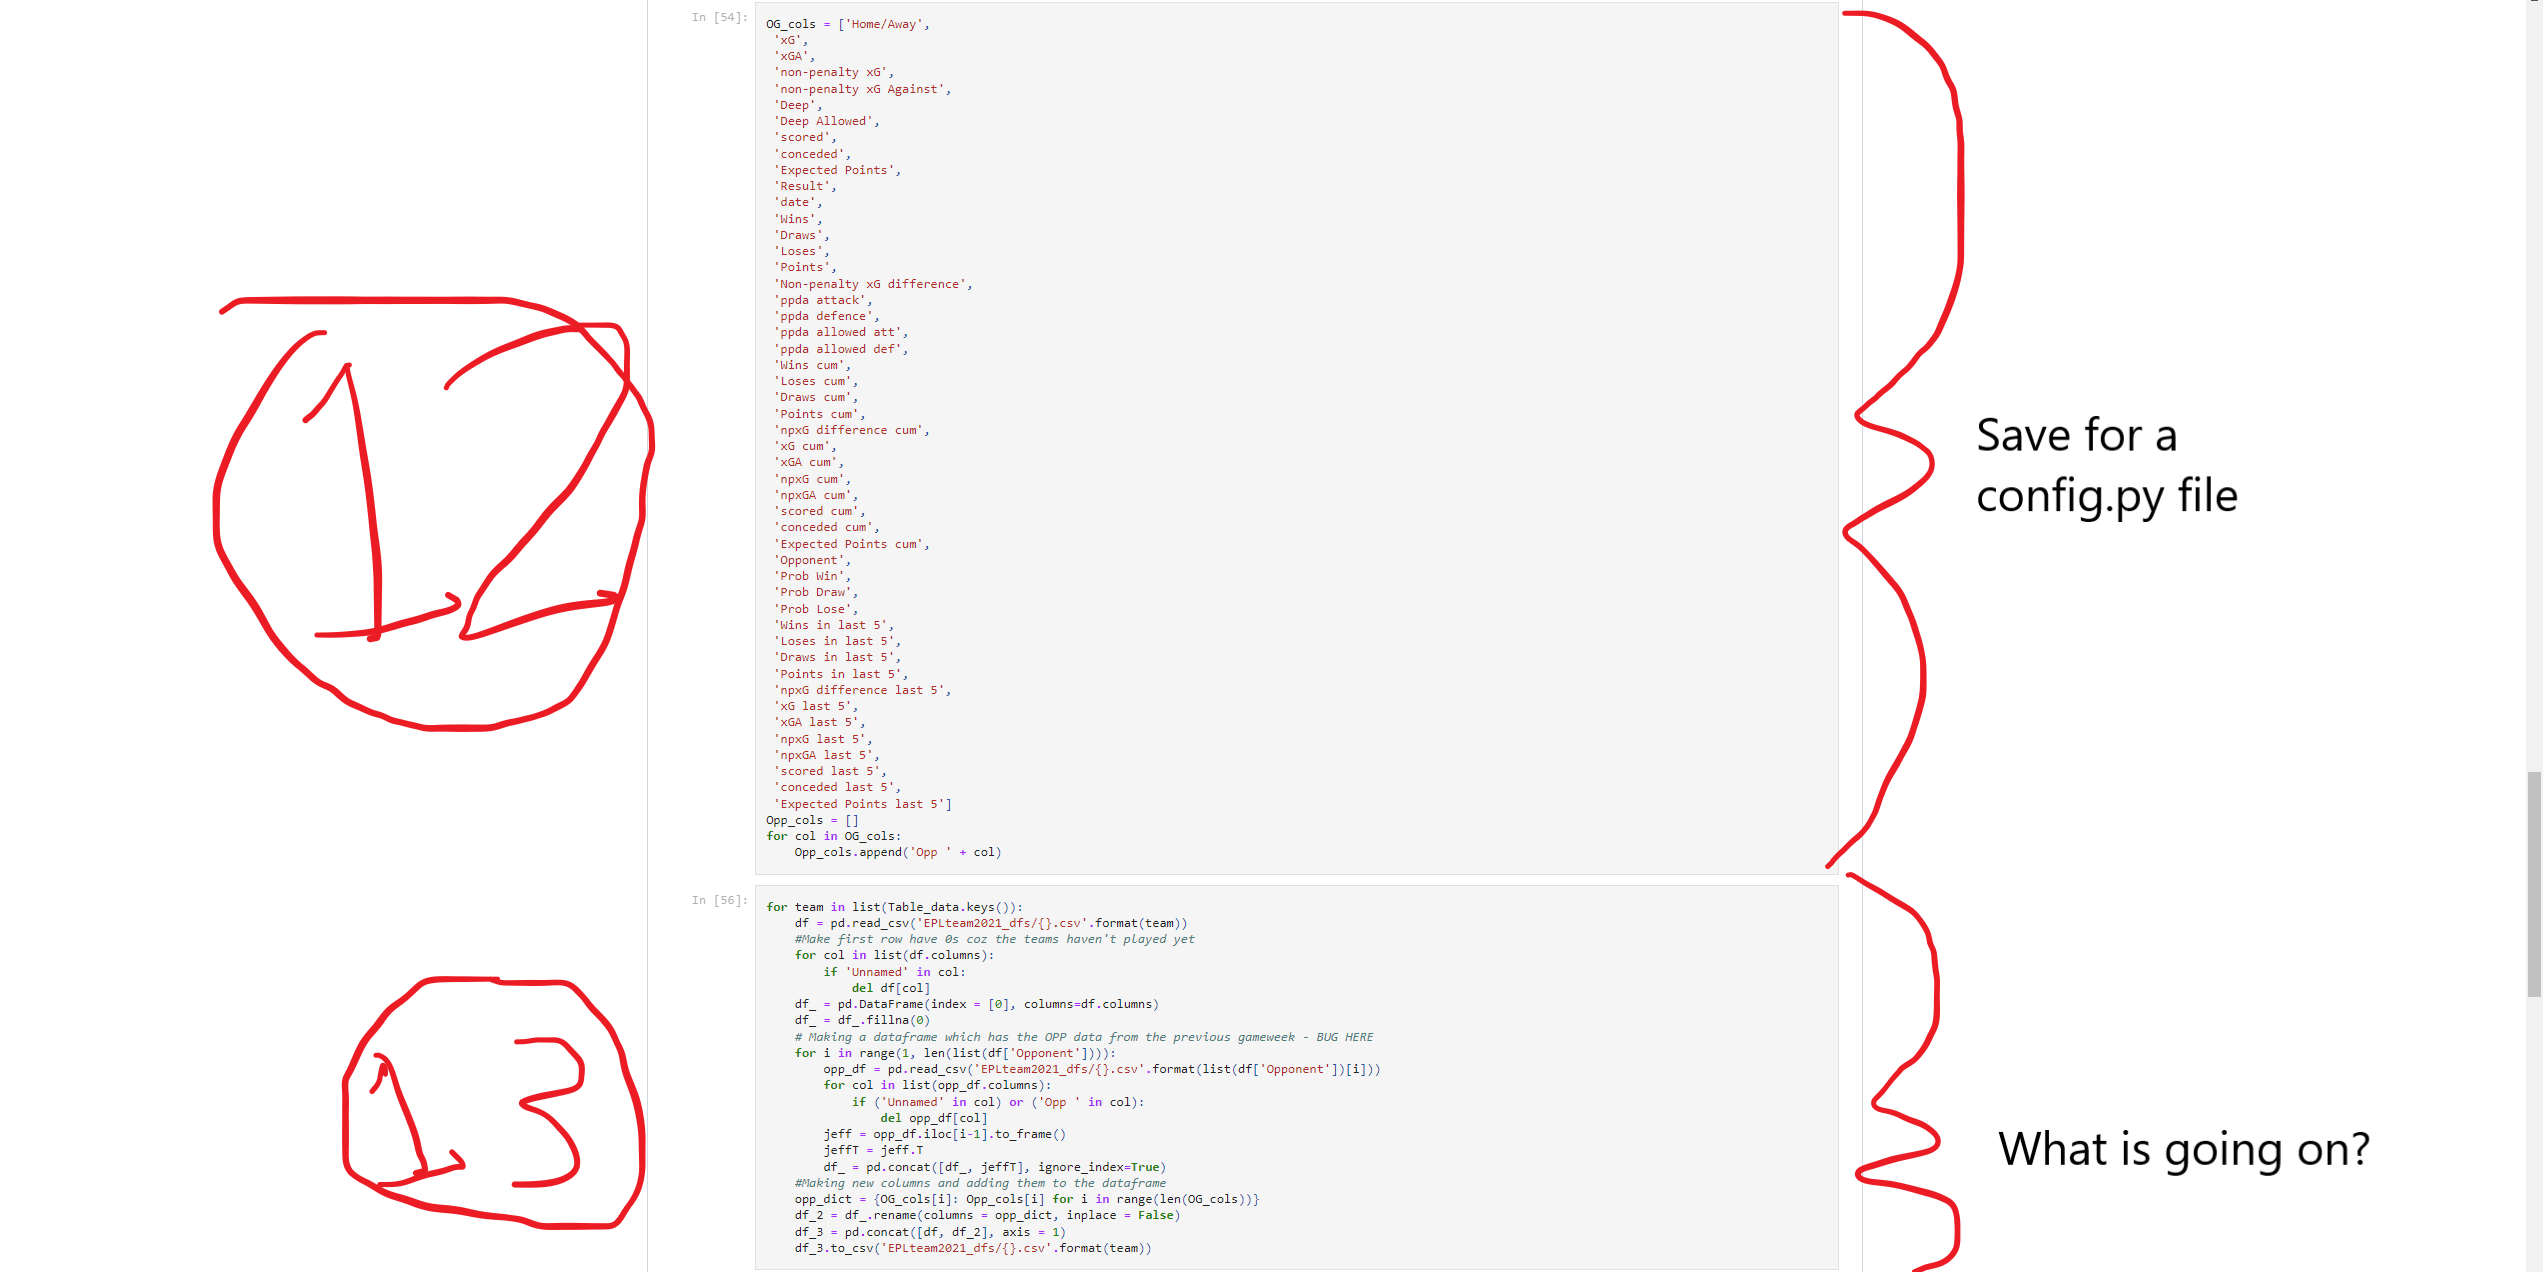 In [54]:
OG_cols = ['Home/Away',
'xG',
'xGA',
'non-penalty xG',
'non-penalty xG Against',
'Deep',
'Deep Allowed',
'scored',
'conceded',
'Expected Points',
'Result',
'date',
'Wins',
'Draws',
'Loses',
'Points',
'Non-penalty xG difference',
'ppda attack',
'ppda defence',
'ppda allowed att',
'ppda allowed def',
'Wins cum',
'Loses cum',
'Draws cum',
'Points cum',
'npxG difference cum',
'xG cum',
'xGA cum',
'npxG cum',
'npxGA cum',
'scored cum',
'conceded cum',
'Expected Points cum',
'Opponent',
'Prob Win',
'Prob Draw',
'Prob Lose',
'Wins in last 5',
'Loses in last 5',
'Draws in last 5',
'Points in last 5',
'npxG difference last 5',
'xG last 5',
'xGA last 5',
'npxG last 5',
'npxGA last 5',
'scored last 5',
'conceded last 5',
'Expected Points last 5']
Opp_cols = []
for col in OG_cols:
    Opp_cols.append('Opp ' + col)
12
Save for a
config.py file
In [56]:
for team in list(Table_data.keys()):
    df = pd.read_csv('EPLteam2021_dfs/{}.csv'.format(team))
    #Make first row have 0s coz the teams haven't played yet
    for col in list(df.columns):
        if 'Unnamed' in col:
            del df[col]
    df_ = pd.DataFrame(index = [0], columns=df.columns)
    df_ = df_.fillna(0)
    # Making a dataframe which has the OPP data from the previous gameweek - BUG HERE
    for i in range(1, len(list(df['Opponent']))):
        opp_df = pd.read_csv('EPLteam2021_dfs/{}.csv'.format(list(df['Opponent'])[i]))
        for col in list(opp_df.columns):
            if ('Unnamed' in col) or ('Opp ' in col):
                del opp_df[col]
        jeff = opp_df.iloc[i-1].to_frame()
        jeffT = jeff.T
        df_ = pd.concat([df_, jeffT], ignore_index=True)
    #Making new columns and adding them to the dataframe
    opp_dict = {OG_cols[i]: Opp_cols[i] for i in range(len(OG_cols))}
    df_2 = df_.rename(columns = opp_dict, inplace = False)
    df_3 = pd.concat([df, df_2], axis = 1)
    df_3.to_csv('EPLteam2021_dfs/{}.csv'.format(team))
13
What is going on?